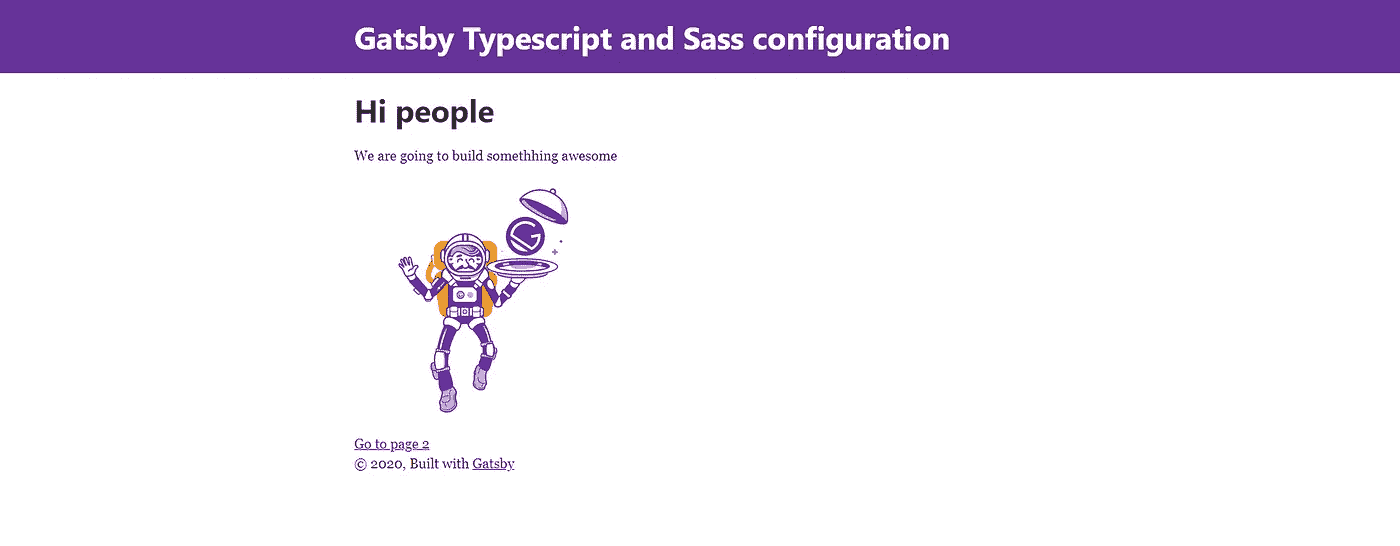 Gatsby Typescript and Sass configuration
Hi people
We are going to build somethhing awesome
Go to page 2
© 2020, Built with Gatsby